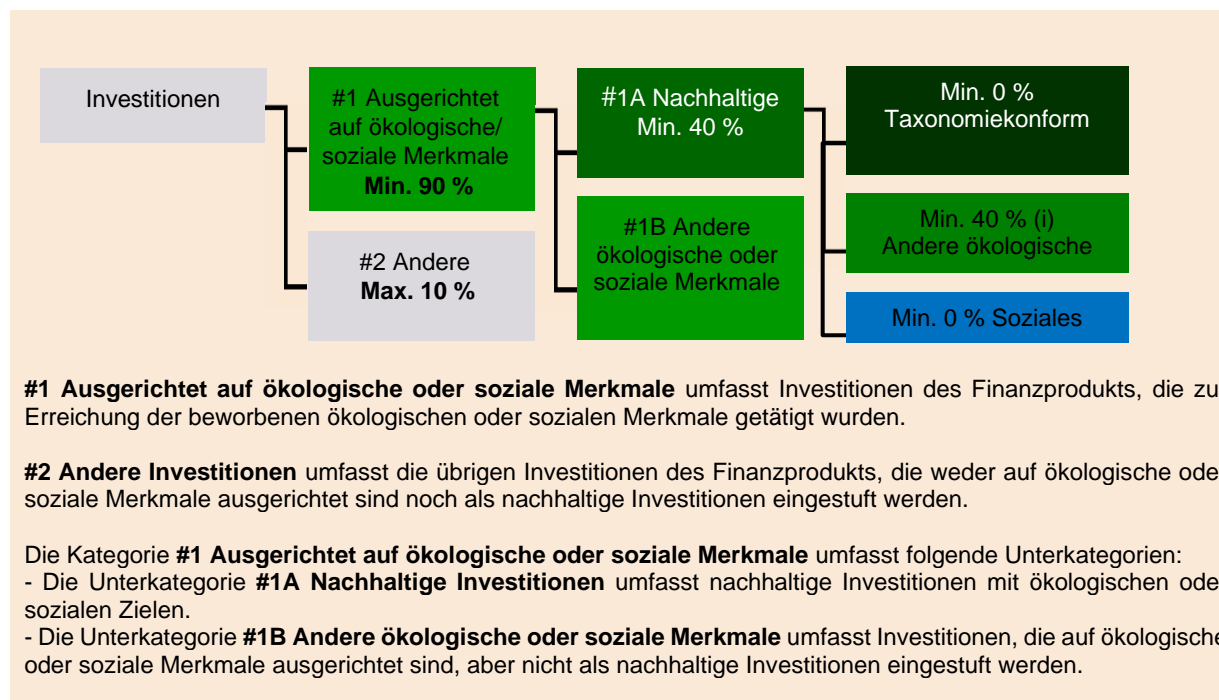 Investitionen
#1 Ausgerichtet
auf ökologische/
soziale Merkmale
Min. 90 %
#2 Andere
Max. 10 %
#1A Nachhaltige
Min. 40 %
#1B Andere
ökologische oder
soziale Merkmale
Min. 0 %
Taxonomiekonform
Min. 40 % (i)
Andere ökologische
Min. 0 % Soziales
#1 Ausgerichtet auf ökologische oder soziale Merkmale umfasst Investitionen des Finanzprodukts, die zu
Erreichung der beworbenen ökologischen oder sozialen Merkmale getätigt wurden.
#2 Andere Investitionen umfasst die übrigen Investitionen des Finanzprodukts, die weder auf ökologische ode
soziale Merkmale ausgerichtet sind noch als nachhaltige Investitionen eingestuft werden.
Die Kategorie #1 Ausgerichtet auf ökologische oder soziale Merkmale umfasst folgende Unterkategorien:
- Die Unterkategorie #1A Nachhaltige Investitionen umfasst nachhaltige Investitionen mit ökologischen ode
sozialen Zielen.
- Die Unterkategorie #1B Andere ökologische oder soziale Merkmale umfasst Investitionen, die auf ökologische
oder soziale Merkmale ausgerichtet sind, aber nicht als nachhaltige Investitionen eingestuft werden.